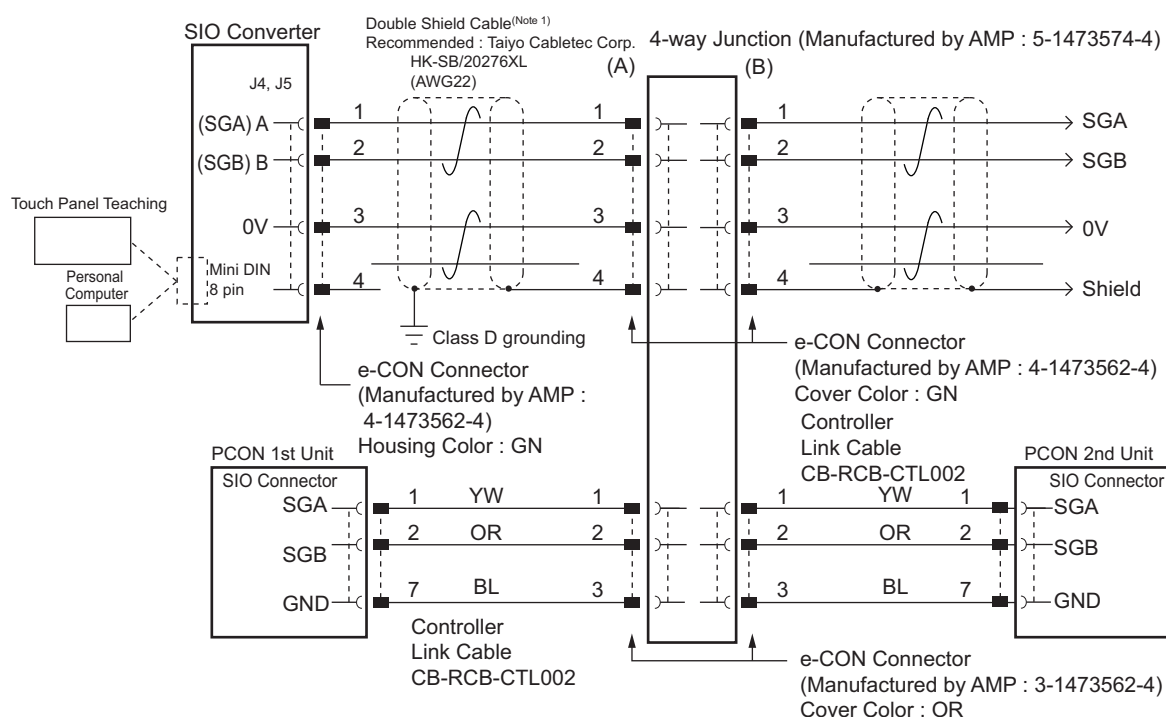 SIO Converter
Double Shield Cable(Note 1)
Recommended : Taiyo Cabletec Corp.
HK-SB/20276XL
(AWG22)
4-way Junction (Manufactured by AMP : 5-1473574-4)
(A)
(B)
J4, J5
(SGA) A
1
1
1
SGA
(SGB) B
2
2
2
SGB
0V
3
3
3
0V
Mini DIN
8 pin
4
4
4
Shield
Touch Panel Teaching
Personal
Computer
Class D grounding
e-CON Connector
(Manufactured by AMP :
4-1473562-4)
Housing Color : GN
e-CON Connector
(Manufactured by AMP : 4-1473562-4)
Cover Color : GN
Controller
Link Cable
CB-RCB-CTL002
PCON 1st Unit
SIO Connector
PCON 2nd Unit
SIO Connector
SGA
1
YW
1
1
YW
1
SGA
SGB
2
OR
2
2
OR
2
SGB
GND
7
BL
3
3
BL
7
GND
Controller
Link Cable
CB-RCB-CTL002
e-CON Connector
(Manufactured by AMP : 3-1473562-4)
Cover Color : OR